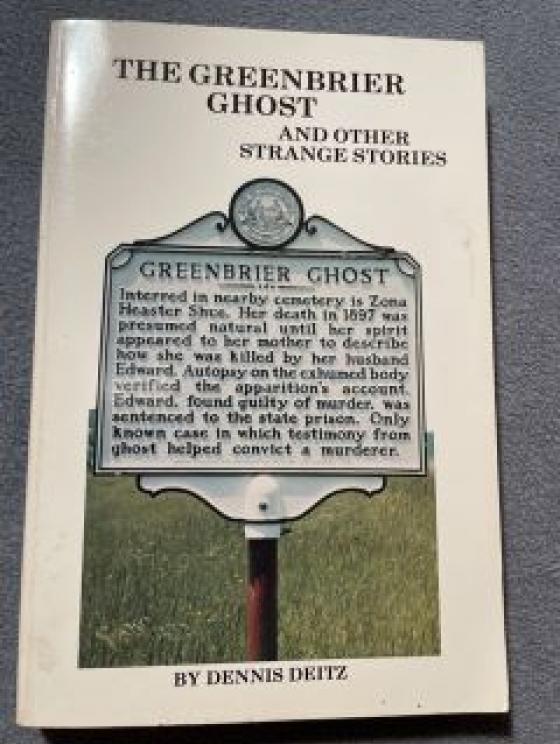 THE GREENBRIER
GHOST
AND OTHER
STRANGE STORIES
GREENBRIER GHOST
Interred in nearby cemetery is Zona
Heaster Shue. Her death in 1897 was
presumed natural until her spirit
appeared to her mother to describe
how she was killed by her husband
Edward. Autopsy on the exhumed body
verified the apparition's account.
Edward, found guilty of murder, was
sentenced to the state prison. Only
known case in which testimony from
ghost helped convict a murderer.
BY DENNIS DEITZ